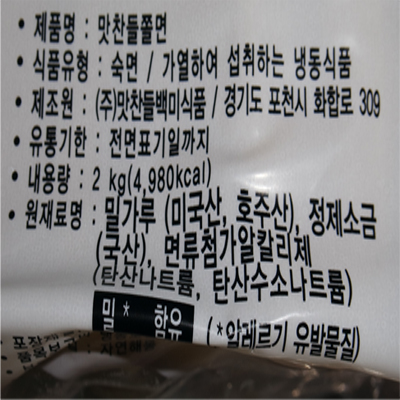 • 제품명 : 맛찬들쫄면
• 식품유형 : 숙면 / 가열하여 섭취하는 냉동식품
• 제조원 : (주)맛찬들백미식품 / 경기도 포천시 화합로 309
• 유통기한 : 전면표기일까지
• 내용량 : 2 kg(4,980kcal)
• 원재료명 : 밀가루 (미국산, 호주산), 정제소금
(국산), 면류첨가알칼리제
(탄산나트륨, 탄산수소나트륨)
밀* 함유 (*알레르기 유발물질)